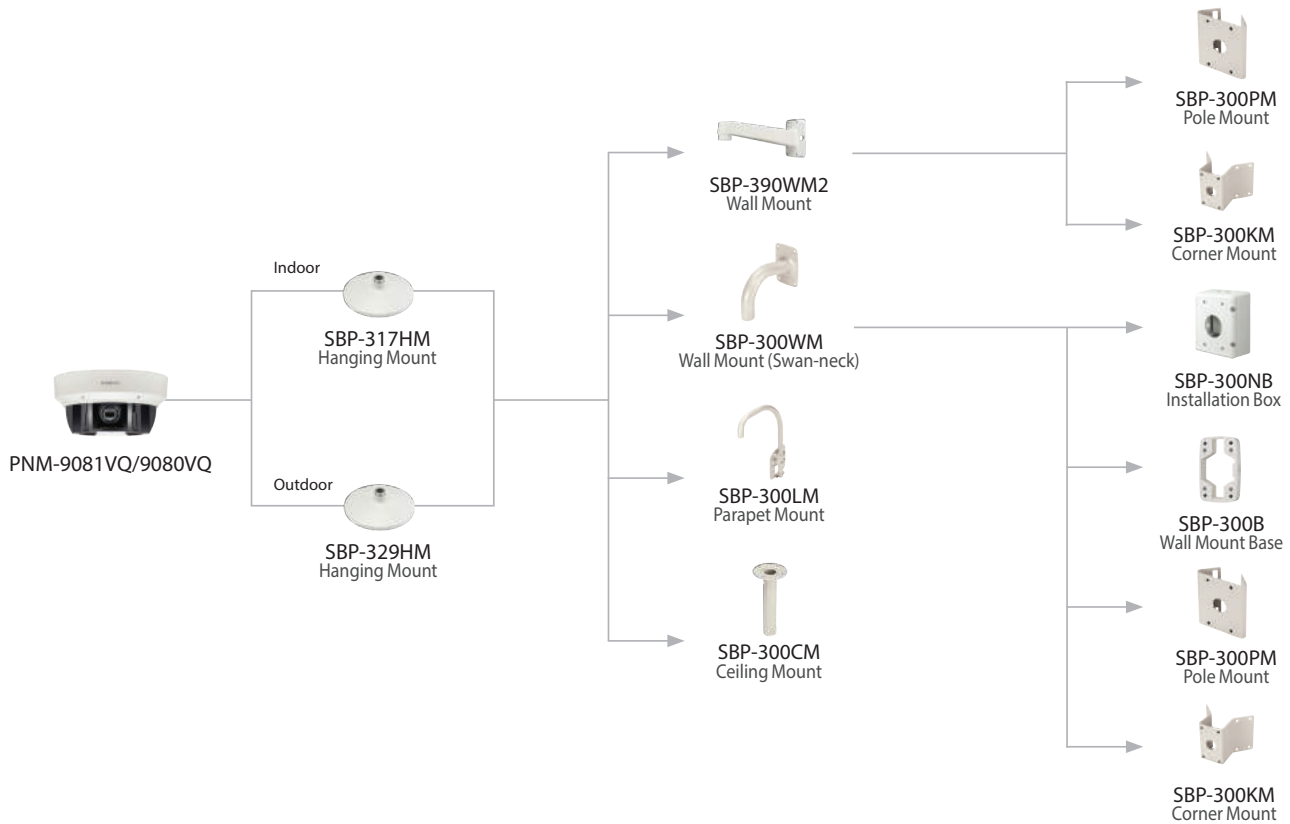 SBP-300PM
Pole Mount
SBP-390WM2
Wall Mount
SBP-300KM
Corner Mount
Indoor
SBP-317HM
Hanging Mount
SBP-300WM
Wall Mount (Swan-neck)
SBP-300NB
Installation Box
PNM-9081VQ/9080VQ
Outdoor
SBP-329HM
Hanging Mount
SBP-300LM
Parapet Mount
SBP-300B
Wall Mount Base
SBP-300CM
Ceiling Mount
SBP-300PM
Pole Mount
SBP-300KM
Corner Mount